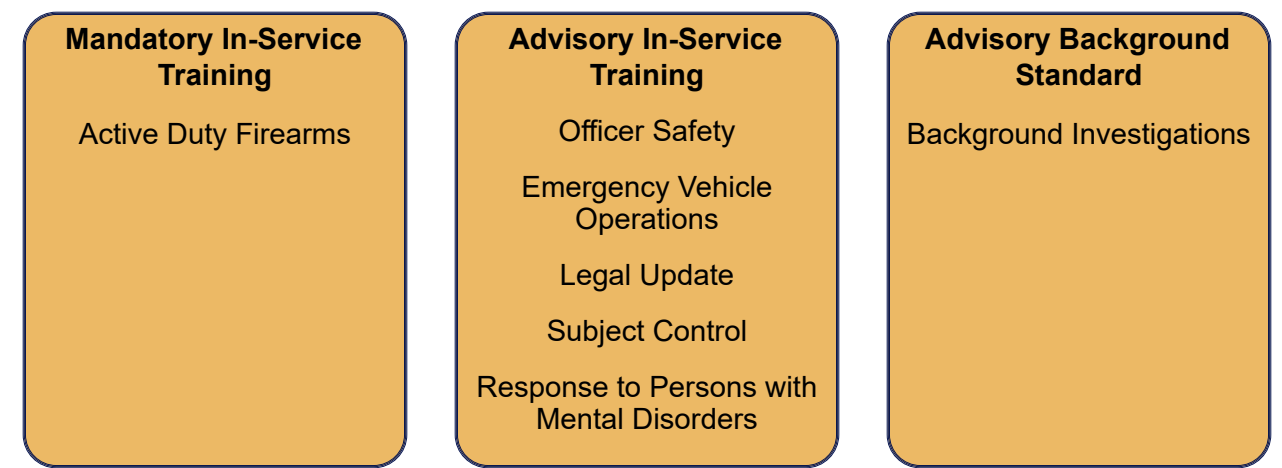 Mandatory In-Service
Training
Active Duty Firearms
Advisory In-Service
Training
Officer Safety
Emergency Vehicle
Operations
Legal Update
Subject Control
Response to Persons with
Mental Disorders
Advisory Background
Standard
Background Investigations